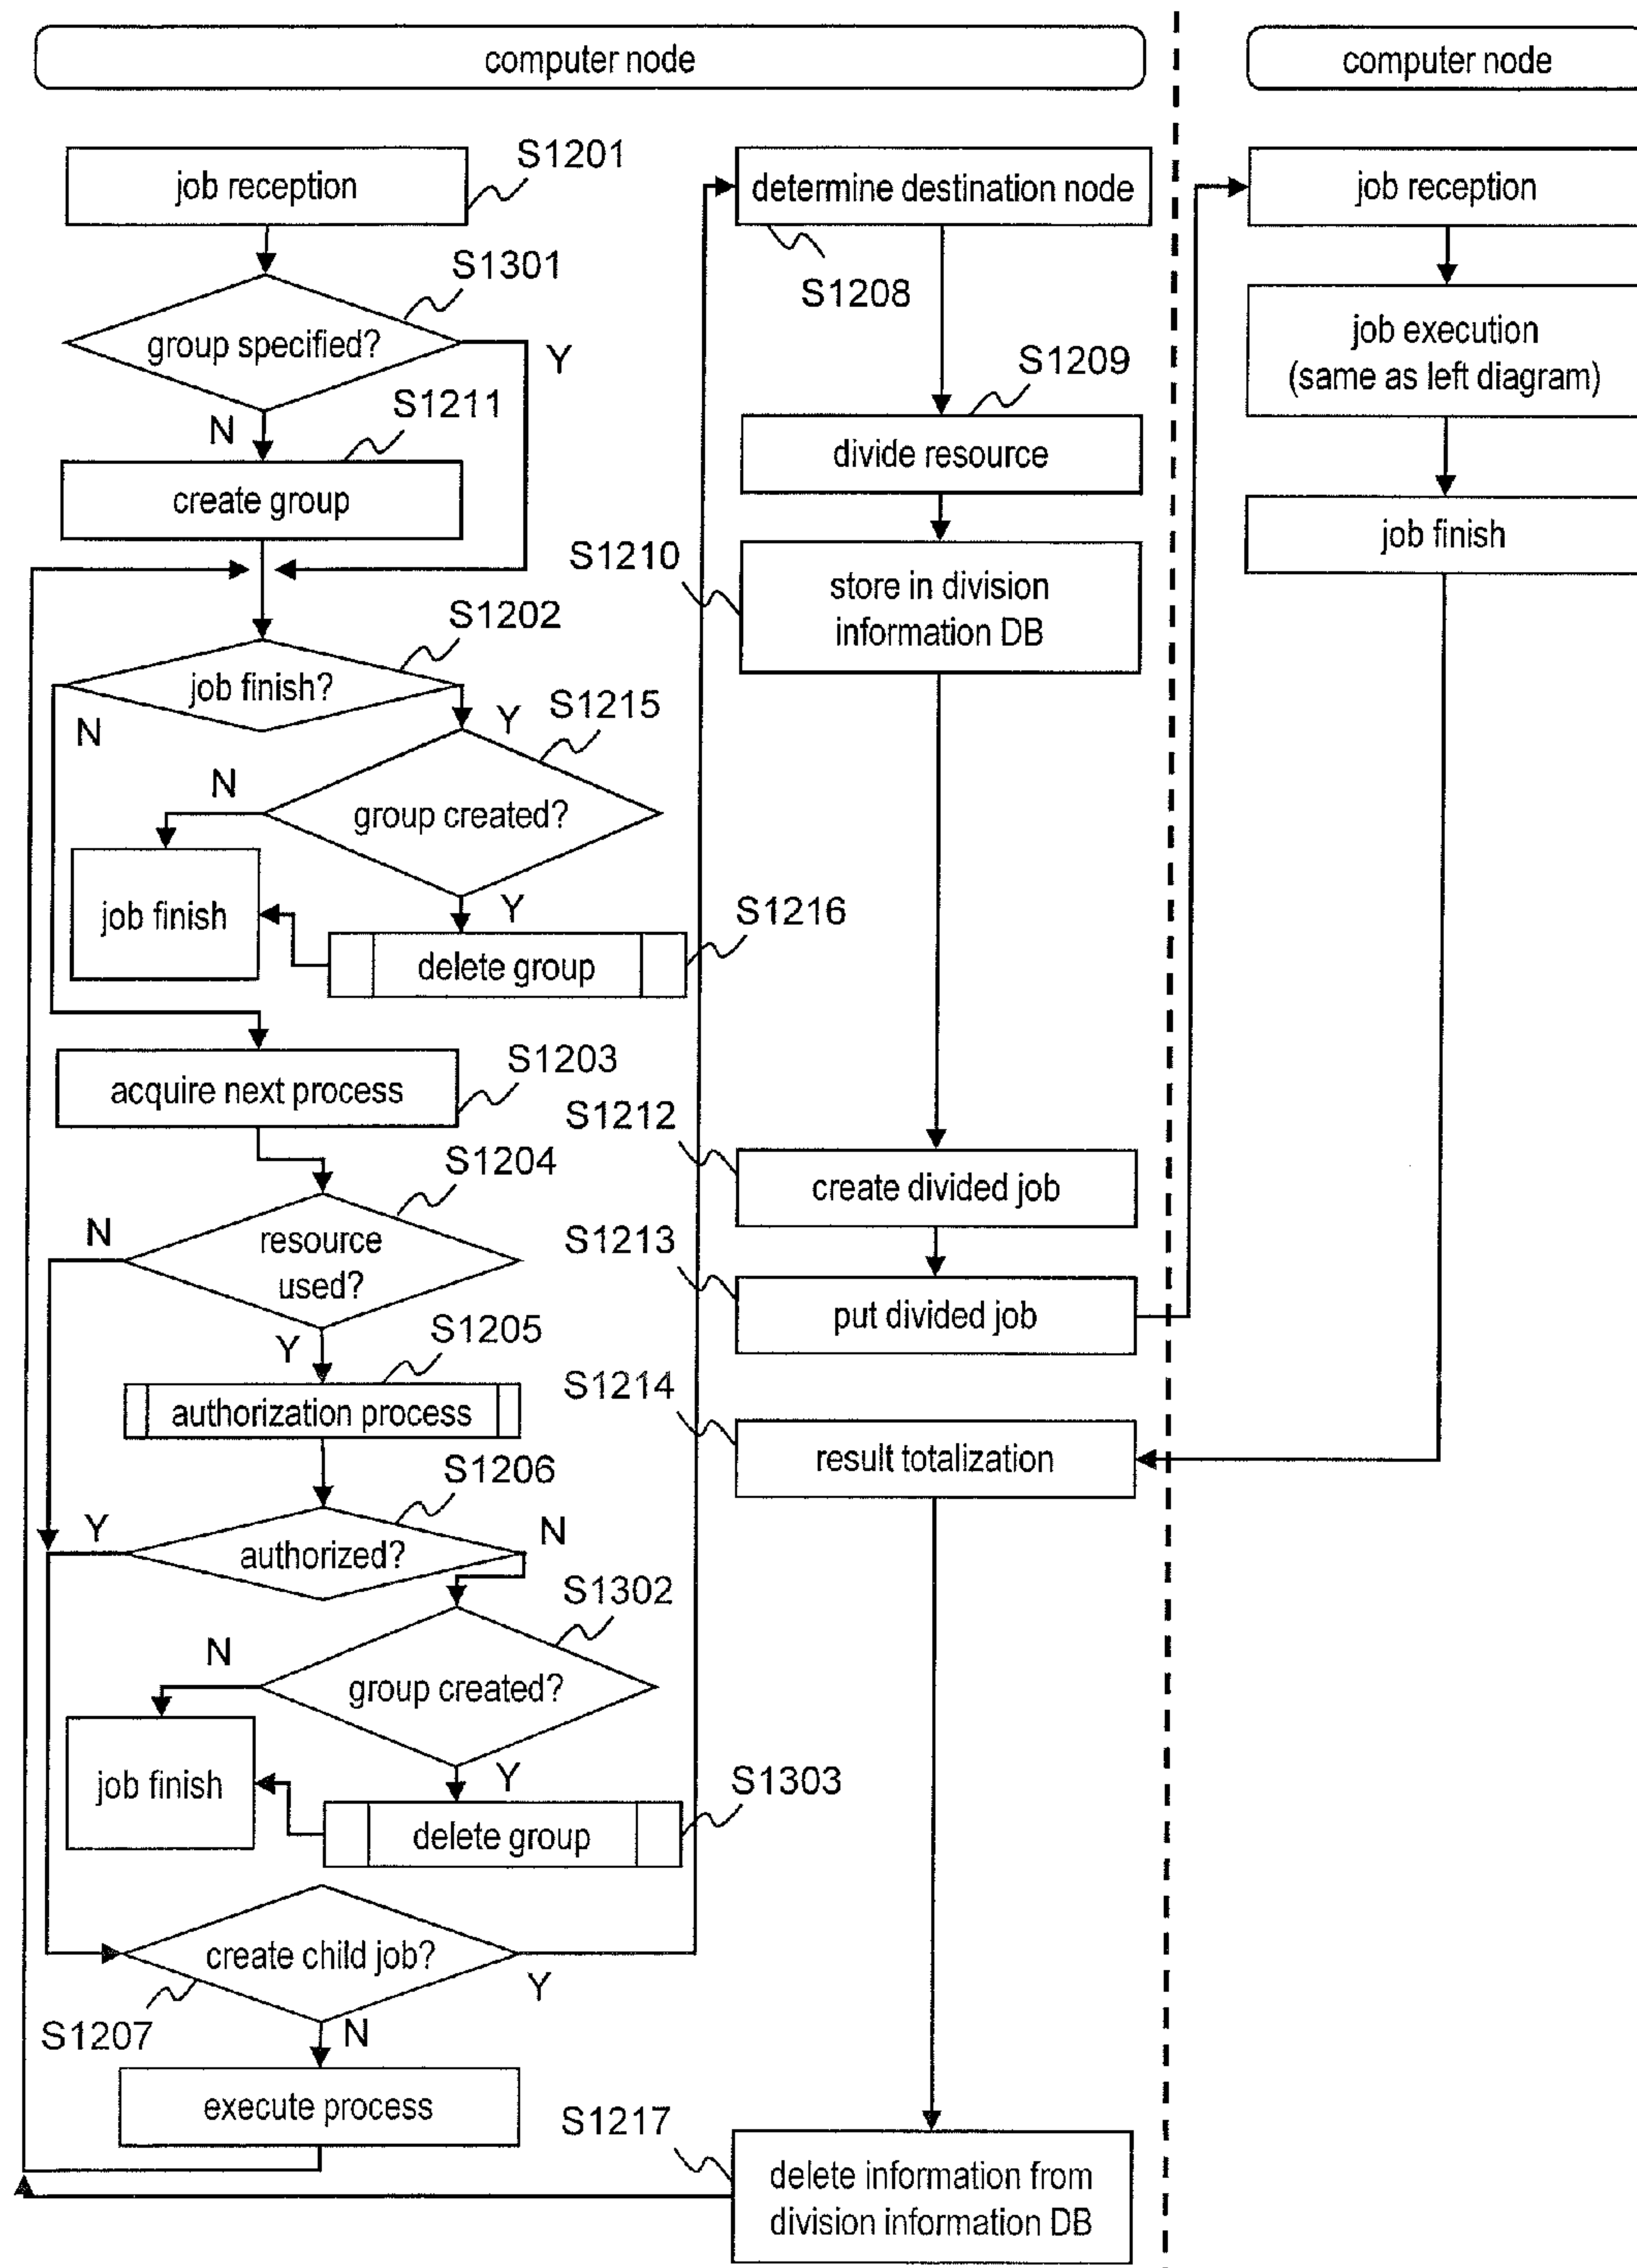 computer node
computer node
job reception
S1201
S1301
group specified?
Y
N
S1211
create group
S1202
job finish?
N
Y
S1215
N
group created?
Y
job finish
S1216
delete group
acquire next process
S1203
S1204
N
resource
used?
Y
S1205
authorization process
S1206
Y
authorized?
N
S1302
N
group created?
Y
job finish
S1303
delete group
create child job?
Y
S1207
N
execute process
determine destination node
S1208
S1209
divide resource
S1210
store in division
information DB
S1212
create divided job
S1213
put divided job
S1214
result totalization
S1217
delete information from
division information DB
job reception
job execution
(same as left diagram)
job finish